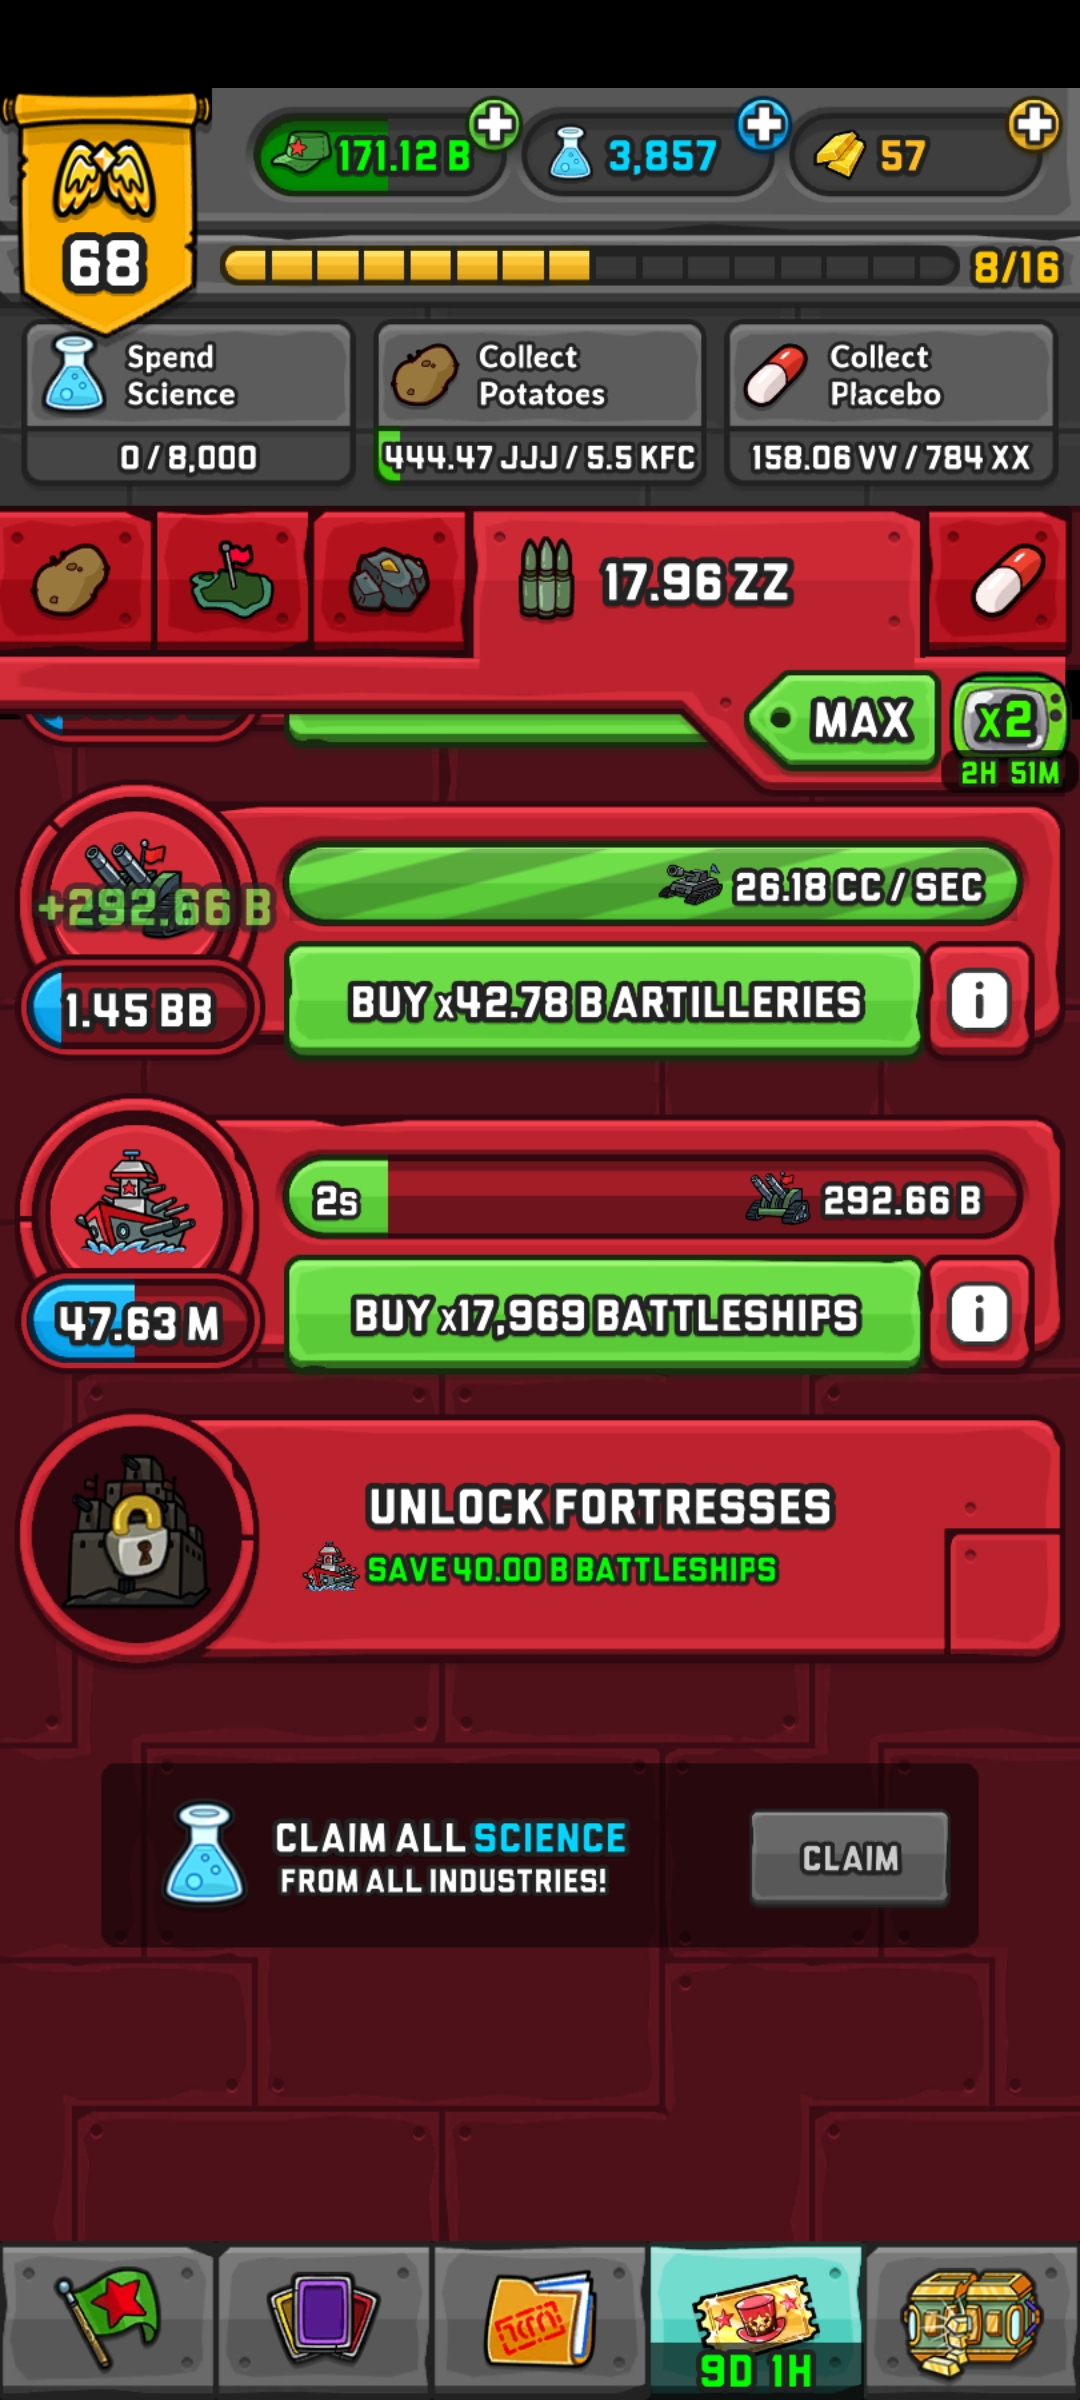 171.12 B
3,857
57
68
8/16
Spend
Science
0 / 8,000
Collect
Potatoes
444.47 JJJ / 5.5 KFC
Collect
Placebo
158.06 VV / 784 XX
17.96 ZZ
MAX
x2
2H 51M
+292.66 B
26.18 CC / SEC
1.45 BB
BUY x42.78 B ARTILLERIES
i
2s
292.66 B
47.63 M
BUY x17,969 BATTLESHIPS
i
UNLOCK FORTRESSES
SAVE 40.00 B BATTLESHIPS
CLAIM ALL SCIENCE
FROM ALL INDUSTRIES!
CLAIM
9D 1H